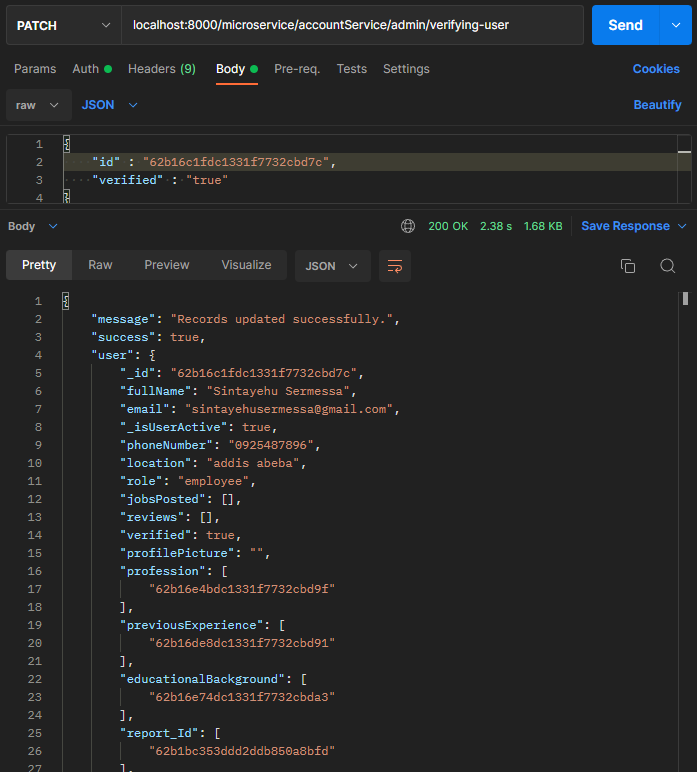 PATCH localhost:8000/microservice/accountService/admin/verifying-user Send
Params Auth Headers (9) Body Pre-req. Tests Settings Cookies
raw JSON Beautify
1 {
2 "id" : "62b16c1fdc1331f7732cbd7c",
3 "verified" : "true"
4 }
Body 200 OK 2.38 s 1.68 KB Save Response
Pretty Raw Preview Visualize JSON
1 {
2 "message": "Records updated successfully.",
3 "success": true,
4 "user": {
5 "_id": "62b16c1fdc1331f7732cbd7c",
6 "fullName": "Sintayehu Sermessa",
7 "email": "sintayehusermessa@gmail.com",
8 "_isUserActive": true,
9 "phoneNumber": "0925487896",
10 "location": "addis abeba",
11 "role": "employee",
12 "jobsPosted": [],
13 "reviews": [],
14 "verified": true,
15 "profilePicture": "",
16 "profession": [
17 "62b16e4bdc1331f7732cbd9f"
18 ],
19 "previousExperience": [
20 "62b16de8dc1331f7732cbd91"
21 ],
22 "educationalBackground": [
23 "62b16e74dc1331f7732cbda3"
24 ],
25 "report_Id": [
26 "62b1bc353ddd2ddb850a8bfd"
27 ],